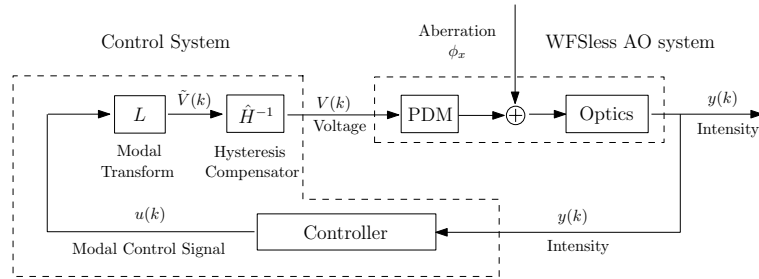 Control System
Aberration
ϕₓ
WFSless AO system
L
Ṽ(k)
Ĥ⁻¹
V(k)
Voltage
PDM
Optics
y(k)
Intensity
Modal
Transform
Hysteresis
Compensator
u(k)
Modal Control Signal
Controller
y(k)
Intensity